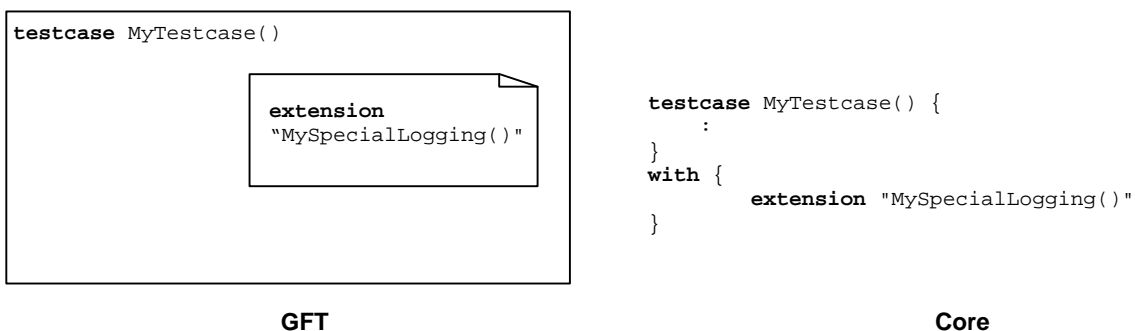 testcase MyTestcase()
extension
“MySpecialLogging()"
GFT
testcase MyTestcase() {
:
}
with {
extension "MySpecialLogging()"
}
Core